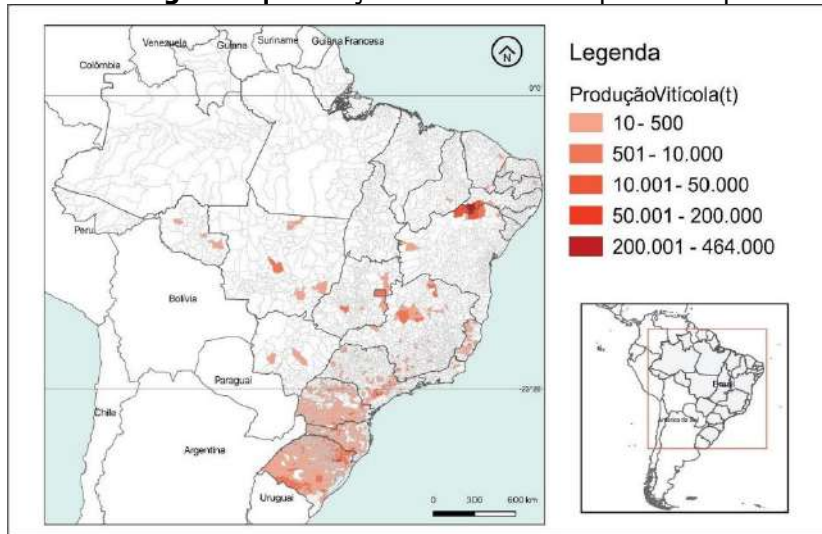 Venezuela
Guiana
Suriname
Guiana Francesa
Colômbia
N
0°0'
Peru
Bolívia
Paraguai
Chile
Argentina
Uruguai
0 300 600 km
Legenda
ProduçãoVitícola(t)
10 - 500
501 - 10.000
10.001 - 50.000
50.001 - 200.000
200.001 - 464.000
Brasil